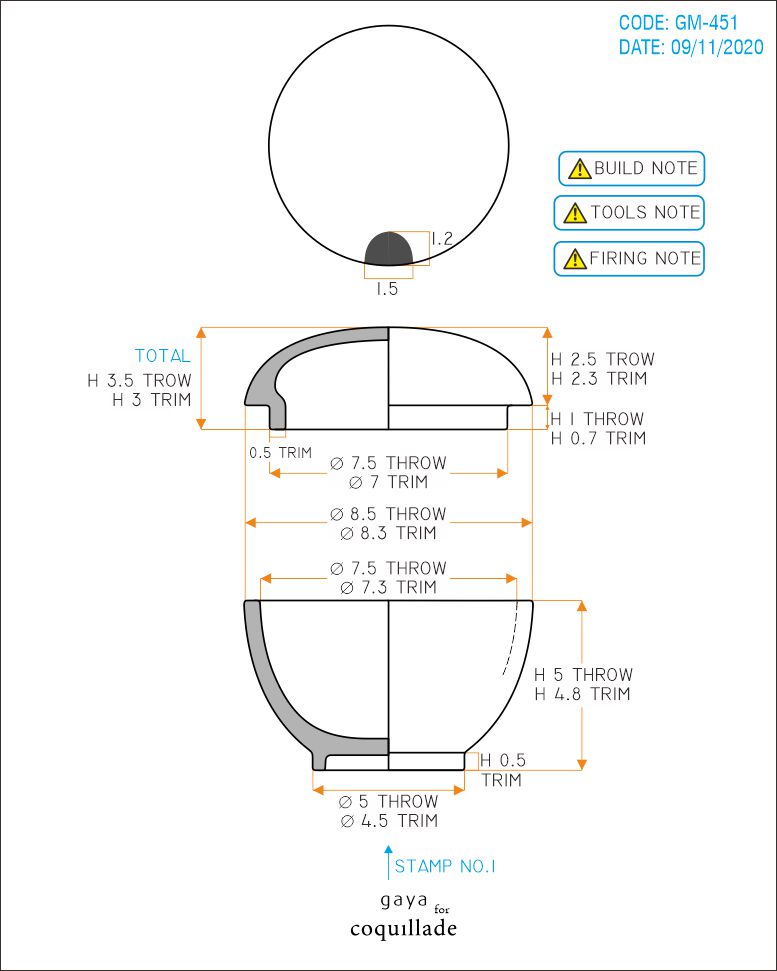 CODE: GM-451
DATE: 09/11/2020
BUILD NOTE
TOOLS NOTE
FIRING NOTE
1.2
1.5
TOTAL
H 3.5 TROW
H 3 TRIM
H 2.5 TROW
H 2.3 TRIM
H 1 THROW
H 0.7 TRIM
0.5 TRIM
Ø 7.5 THROW
Ø 7 TRIM
Ø 8.5 THROW
Ø 8.3 TRIM
Ø 7.5 THROW
Ø 7.3 TRIM
H 5 THROW
H 4.8 TRIM
H 0.5
TRIM
Ø 5 THROW
Ø 4.5 TRIM
STAMP NO.1
gaya for
coquillade